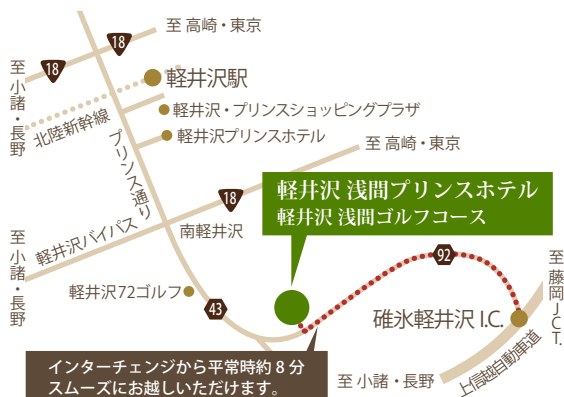 至 高崎・東京
18
18
至 小諸・長野
軽井沢駅
北陸新幹線
軽井沢・プリンスショッピングプラザ
軽井沢プリンスホテル
プリンス通り
至 高崎・東京
軽井沢 浅間プリンスホテル
軽井沢 浅間ゴルフコース
18
南軽井沢
軽井沢バイパス
至 小諸・長野
92
至 藤岡JCT.
軽井沢72ゴルフ
43
碓氷軽井沢 I.C.
インターチェンジから平常時約 8 分
スムーズにお越しいただけます。
至 小諸・長野
上信越自動車道